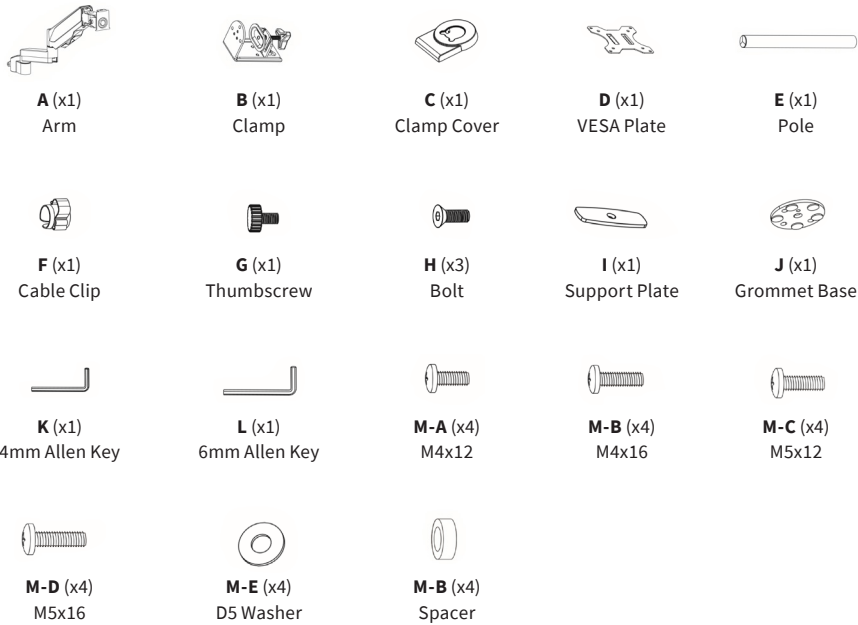 A (x1)
Arm
B (x1)
Clamp
C (x1)
Clamp Cover
D (x1)
VESA Plate
E (x1)
Pole
F (x1)
Cable Clip
G (x1)
Thumbscrew
H (x3)
Bolt
I (x1)
Support Plate
J (x1)
Grommet Base
K (x1)
4mm Allen Key
L (x1)
6mm Allen Key
M-A (x4)
M4x12
M-B (x4)
M4x16
M-C (x4)
M5x12
M-D (x4)
M5x16
M-E (x4)
D5 Washer
M-B (x4)
Spacer